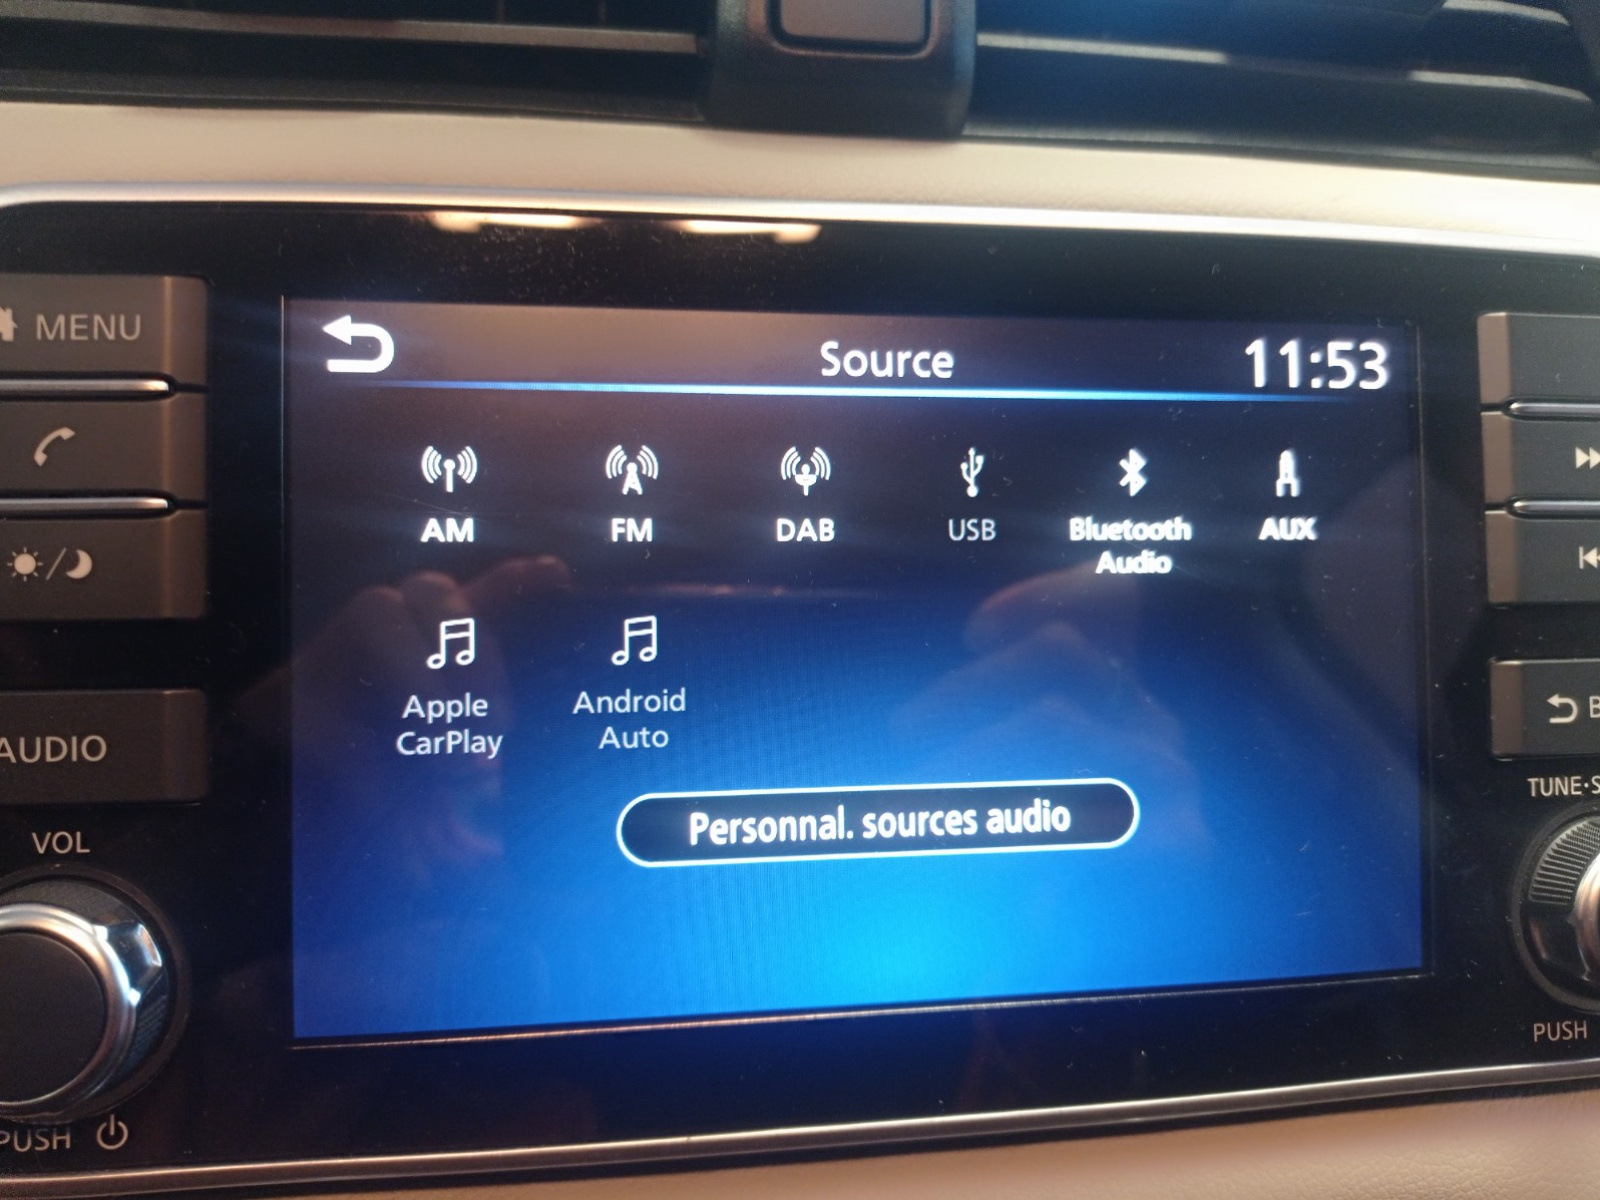 MENU
Source
11:53
AM
FM
DAB
USB
Bluetooth
Audio
AUX
Apple
CarPlay
Android
Auto
Personnal. sources audio
AUDIO
VOL
PUSH
TUNE·S
PUSH
B